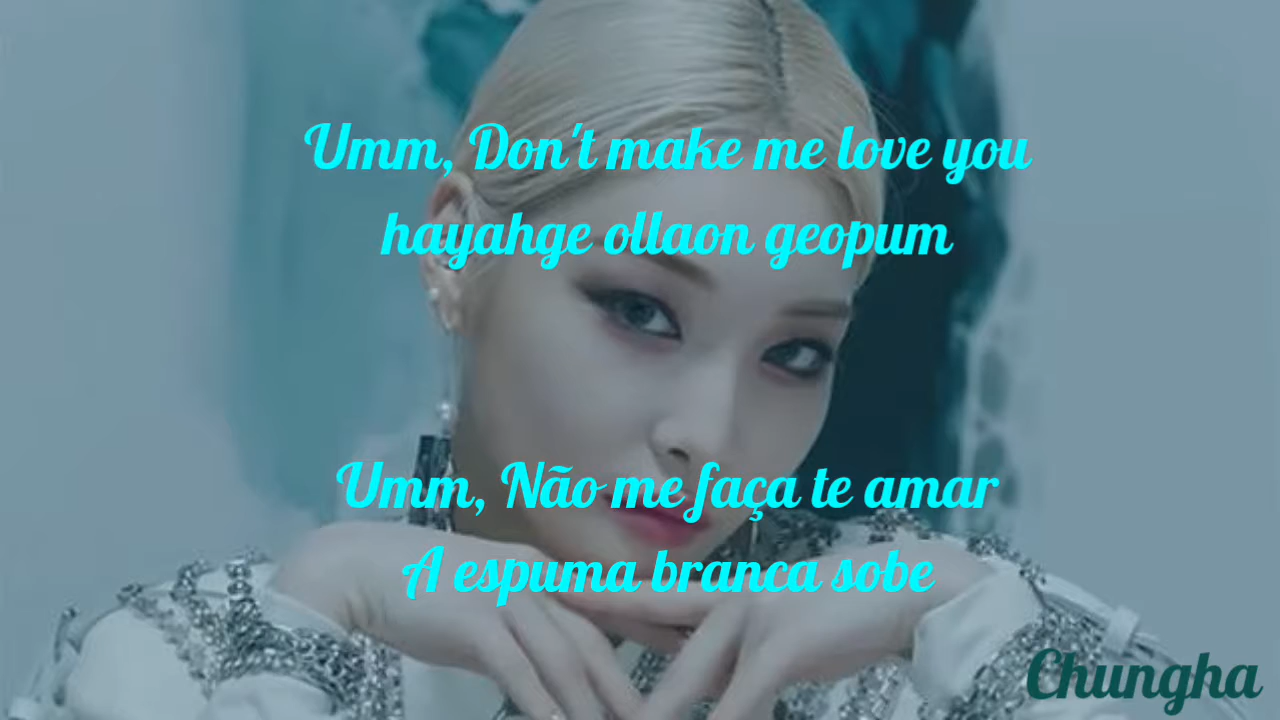 Umm, Don't make me love you
hayahge ollaon geopum
Umm, Não me faça te amar
A espuma branca sobe
Chungha